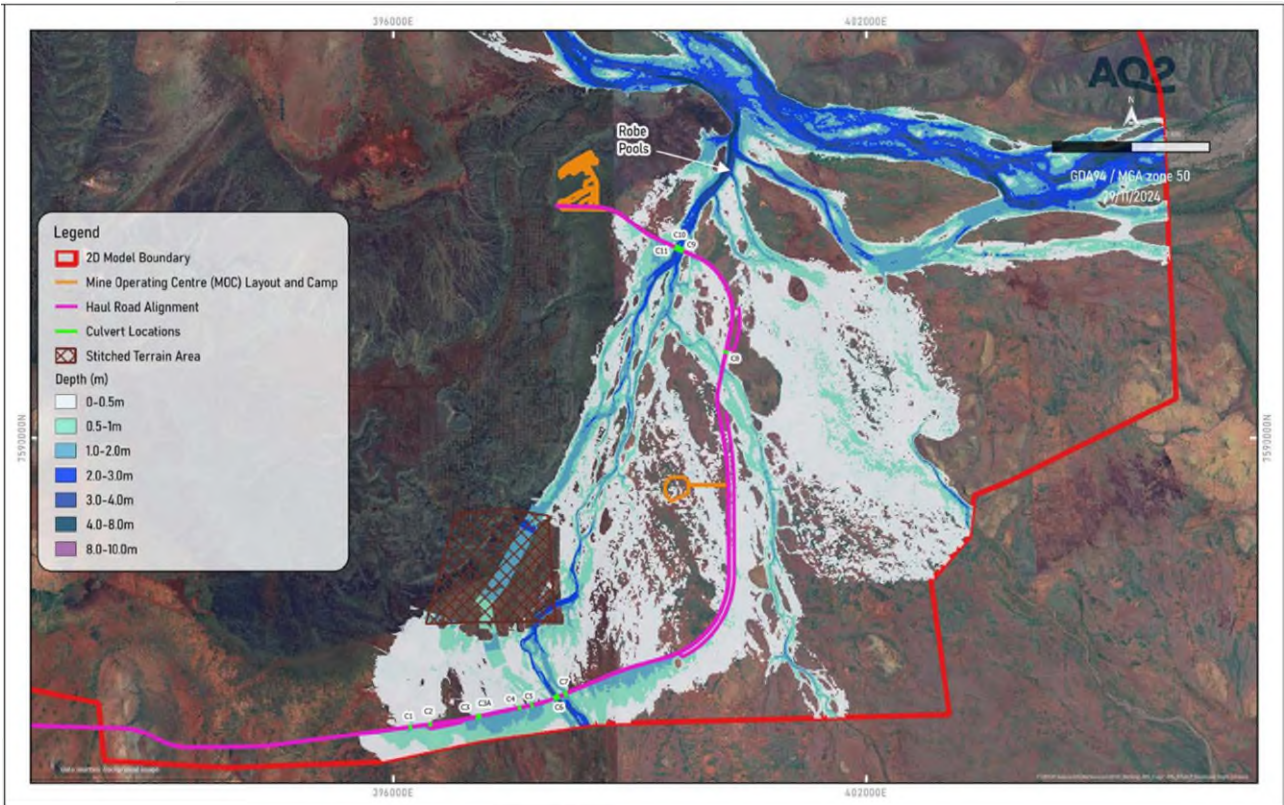 396000E
402000E
AQ2
N
GDA94 / MGA zone 50
29/11/2024
Robe
Pools
C10
C11
C9
C8
Legend
2D Model Boundary
Mine Operating Centre (MOC) Layout and Camp
Haul Road Alignment
Culvert Locations
Stitched Terrain Area
Depth (m)
0-0.5m
0.5-1m
1.0-2.0m
2.0-3.0m
3.0-4.0m
4.0-8.0m
8.0-10.0m
7590000N
7590000N
C1
C2
C3
C3A
C4
C5
C6
C7
396000E
402000E